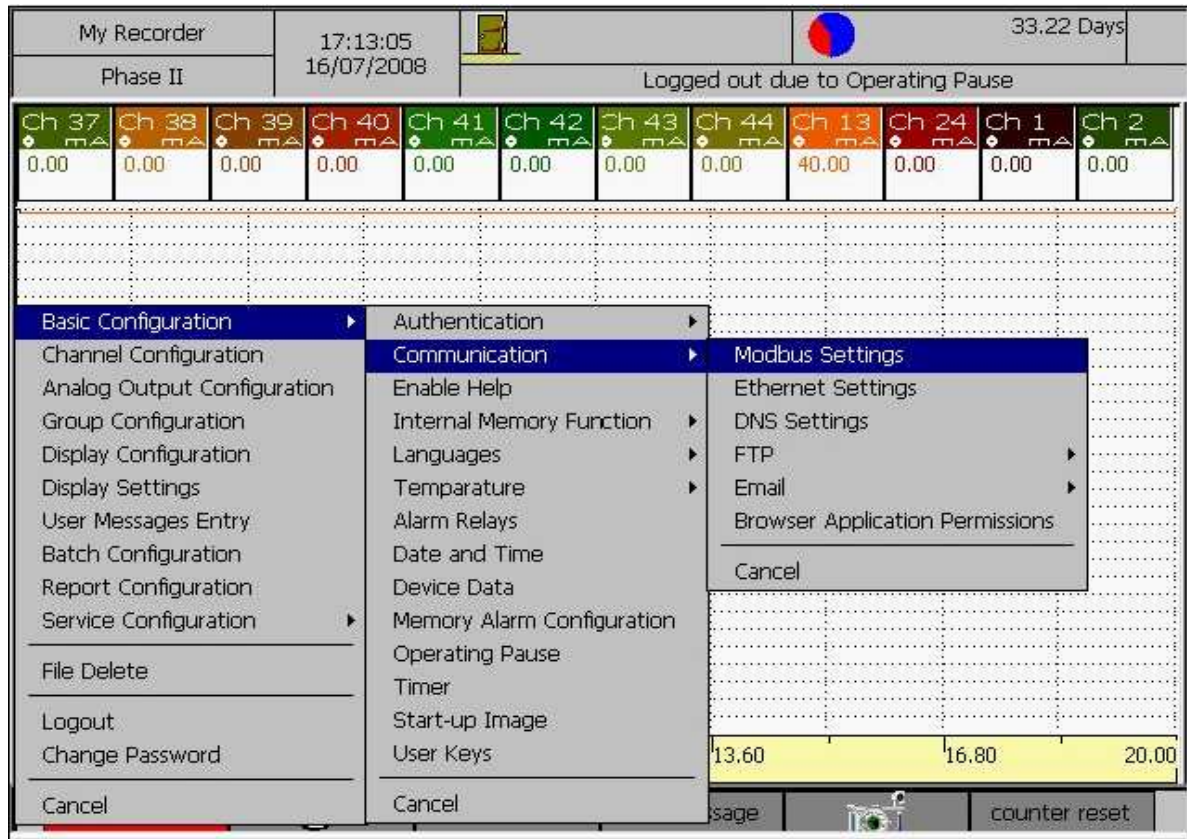 My Recorder
Phase II
17:13:05
16/07/2008
33.22 Days
Logged out due to Operating Pause
Ch 37 Ch 38 Ch 39 Ch 40 Ch 41 Ch 42 Ch 43 Ch 44 Ch 13 Ch 24 Ch 1 Ch 2
mA mA mA mA mA mA mA mA mA mA mA mA
0.00 0.00 0.00 0.00 0.00 0.00 0.00 0.00 40.00 0.00 0.00 0.00
Basic Configuration
Channel Configuration
Analog Output Configuration
Group Configuration
Display Configuration
Display Settings
User Messages Entry
Batch Configuration
Report Configuration
Service Configuration
File Delete
Logout
Change Password
Cancel
Authentication
Communication
Enable Help
Internal Memory Function
Languages
Temparature
Alarm Relays
Date and Time
Device Data
Memory Alarm Configuration
Operating Pause
Timer
Start-up Image
User Keys
Cancel
Modbus Settings
Ethernet Settings
DNS Settings
FTP
Email
Browser Application Permissions
Cancel
13.60 16.80 20.00
ssage
counter reset